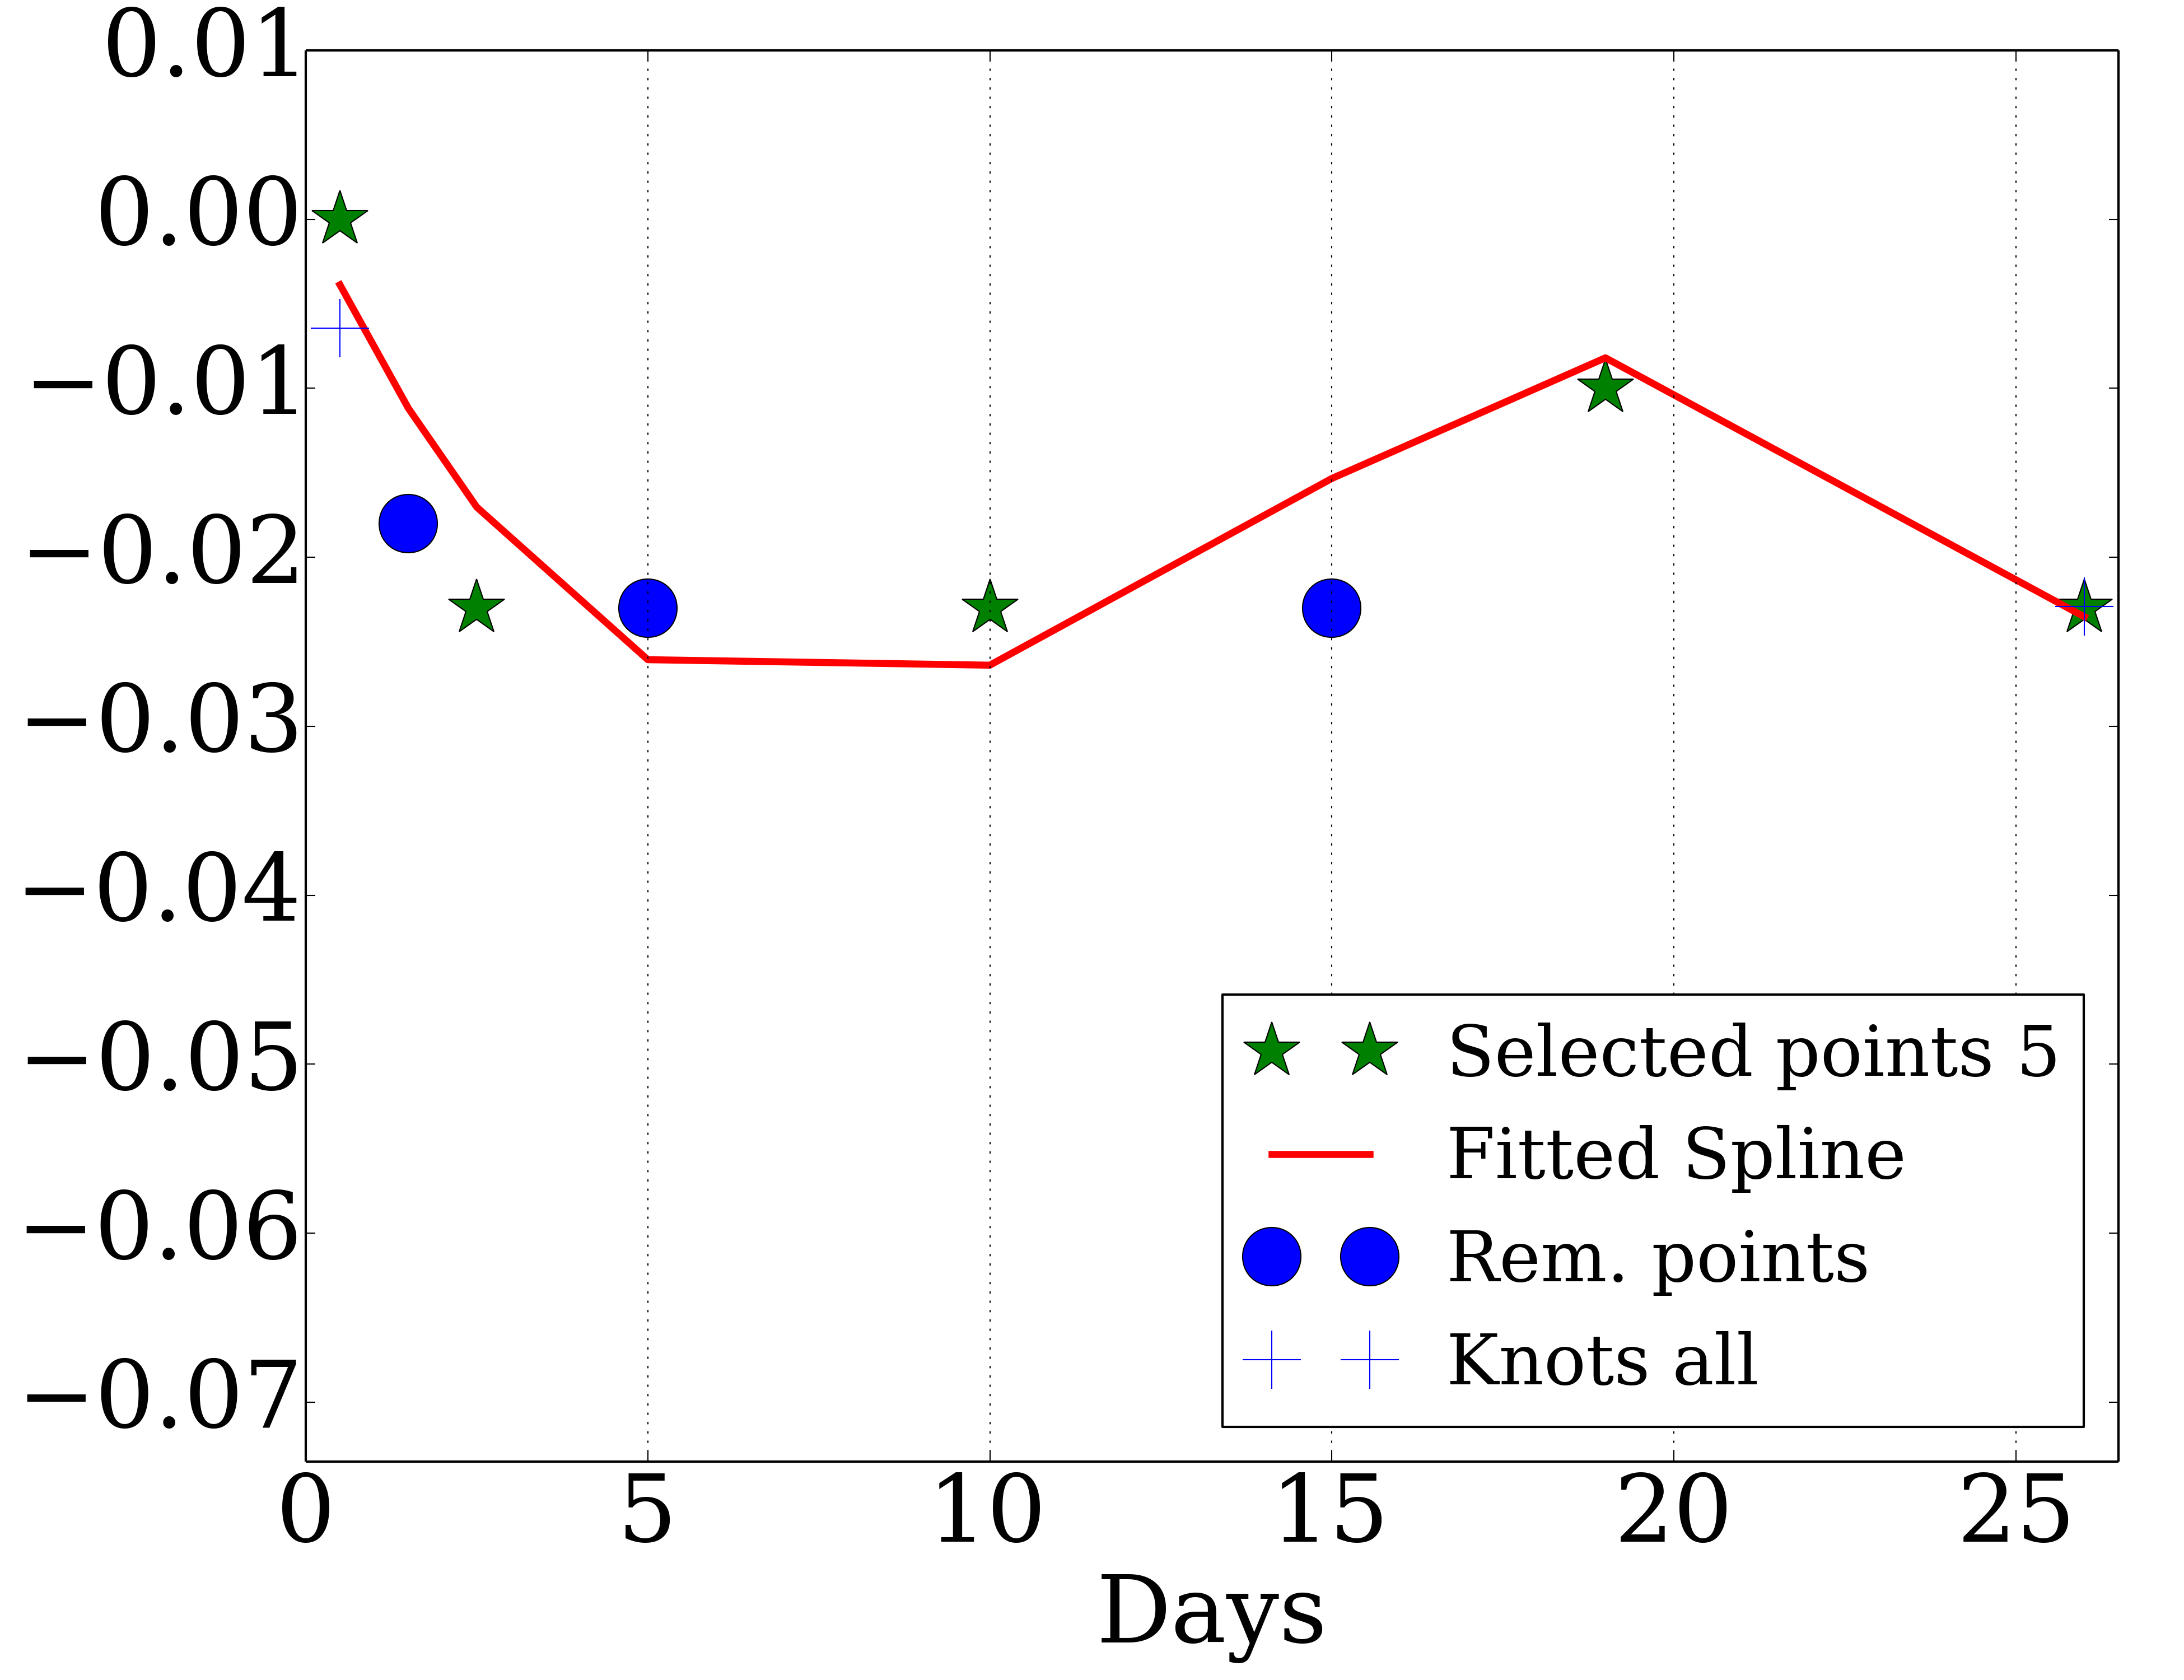 0.01
0.00
−0.01
−0.02
−0.03
−0.04
−0.05
−0.06
−0.07
Selected points 5
Fitted Spline
Rem. points
Knots all
0 5 10 15 20 25
Days